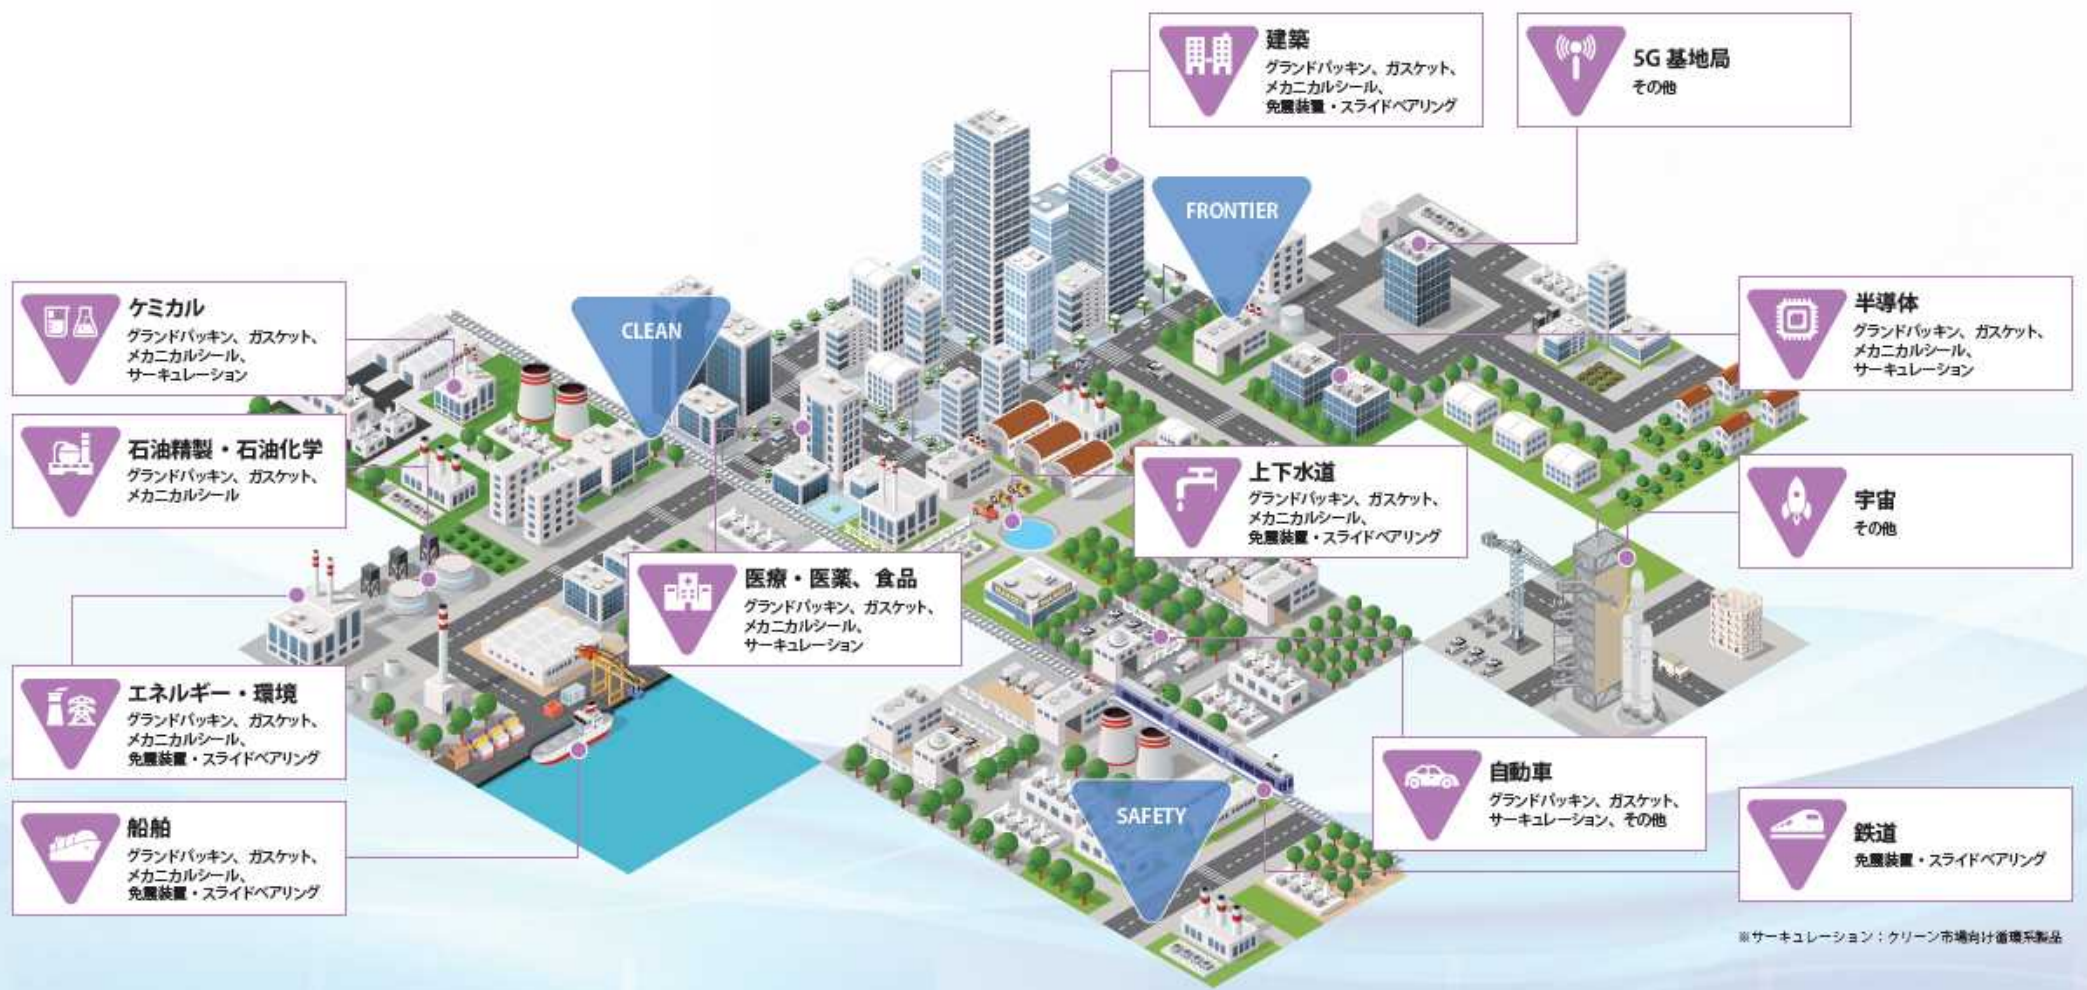 建築
グランドパッキン、ガスケット、
メカニカルシール、
免震装置・スライドベアリング
5G 基地局
その他
FRONTIER
CLEAN
ケミカル
グランドパッキン、ガスケット、
メカニカルシール、
サーキュレーション
半導体
グランドパッキン、ガスケット、
メカニカルシール、
サーキュレーション
石油精製・石油化学
グランドパッキン、ガスケット、
メカニカルシール
上下水道
グランドパッキン、ガスケット、
メカニカルシール、
免震装置・スライドベアリング
宇宙
その他
医療・医薬、食品
グランドパッキン、ガスケット、
メカニカルシール、
サーキュレーション
エネルギー・環境
グランドパッキン、ガスケット、
メカニカルシール、
免震装置・スライドベアリング
自動車
グランドパッキン、ガスケット、
サーキュレーション、その他
SAFETY
船舶
グランドパッキン、ガスケット、
メカニカルシール、
免震装置・スライドベアリング
鉄道
免震装置・スライドベアリング
※サーキュレーション：クリーン市場向け循環系製品